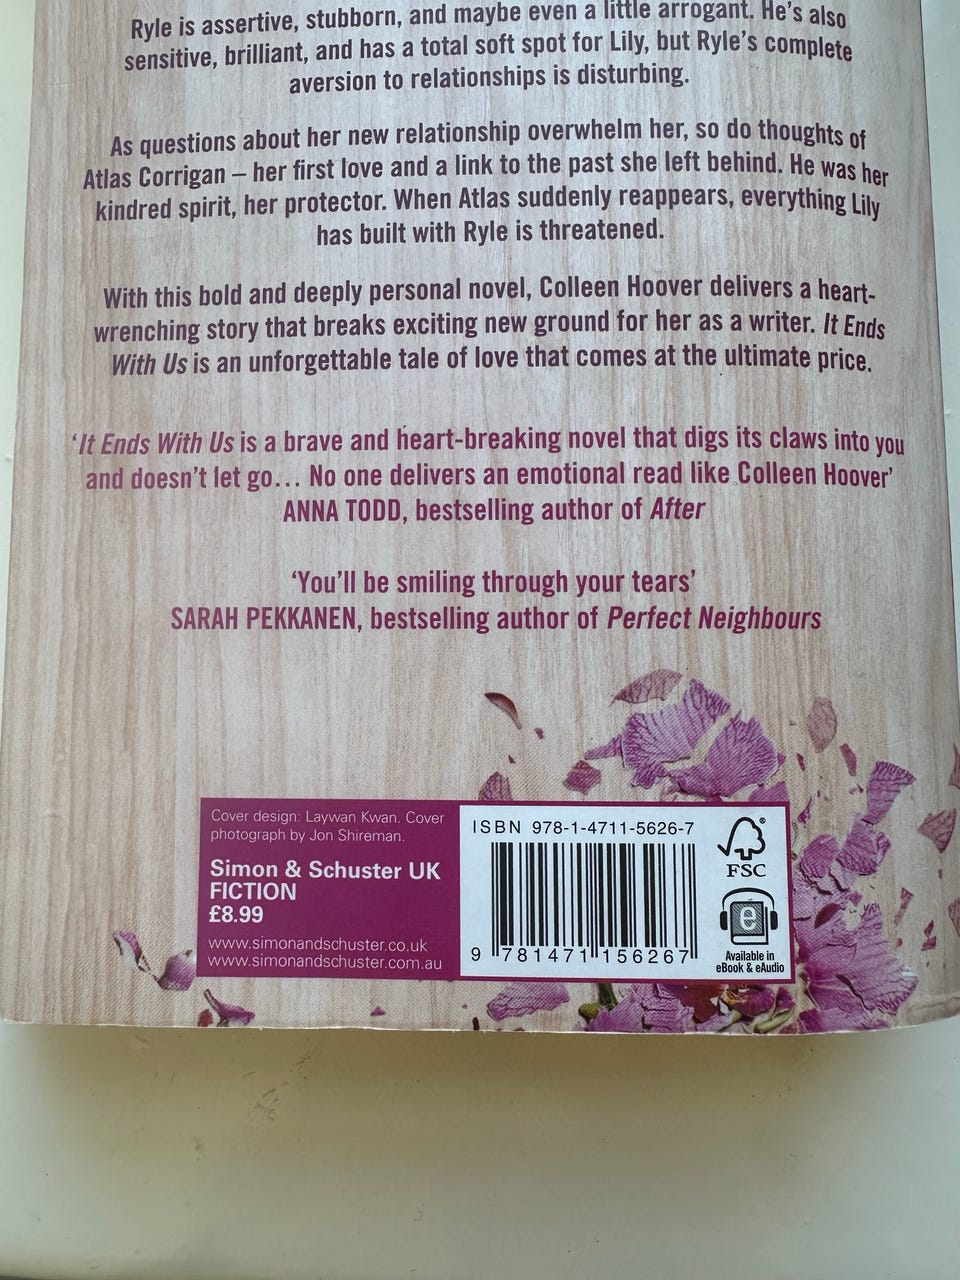 Ryle is assertive, stubborn, and maybe even a little arrogant. He's also
sensitive, brilliant, and has a total soft spot for Lily, but Ryle's complete
aversion to relationships is disturbing.
As questions about her new relationship overwhelm her, so do thoughts of
Atlas Corrigan – her first love and a link to the past she left behind. He was her
kindred spirit, her protector. When Atlas suddenly reappears, everything Lily
has built with Ryle is threatened.
With this bold and deeply personal novel, Colleen Hoover delivers a heart-
wrenching story that breaks exciting new ground for her as a writer. It Ends
With Us is an unforgettable tale of love that comes at the ultimate price.
‘It Ends With Us is a brave and heart-breaking novel that digs its claws into you
and doesn't let go... No one delivers an emotional read like Colleen Hoover’
ANNA TODD, bestselling author of After
‘You'll be smiling through your tears’
SARAH PEKKANEN, bestselling author of Perfect Neighbours
Cover design: Laywan Kwan. Cover
photograph by Jon Shireman.
Simon & Schuster UK
FICTION
£8.99
www.simonandschuster.co.uk
www.simonandschuster.com.au
ISBN 978-1-4711-5626-7
9 781471 156267
FSC
e
Available in
eBook & eAudio